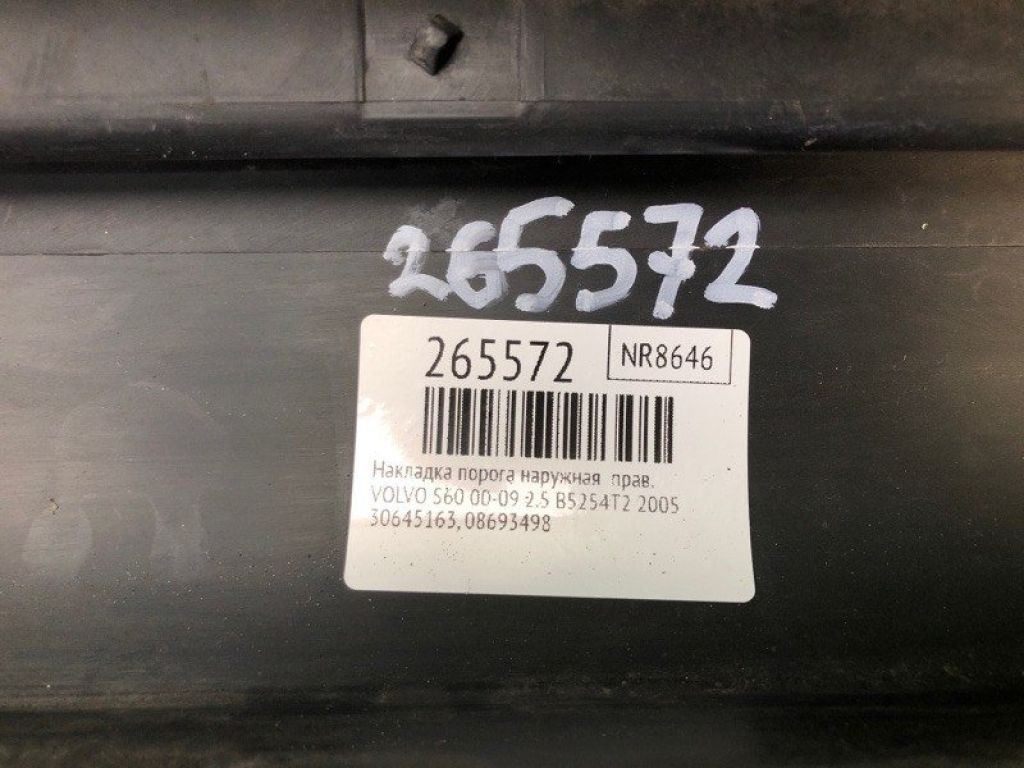 265572
265572 NR8646
Накладка порога наружная прав.
VOLVO S60 00-09 2.5 B5254T2 2005
30645163,08693498